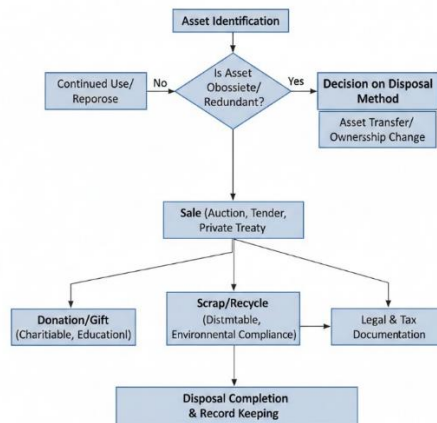 Asset Identification
Is Asset
Obossiete/
Redundant?
No
Yes
Continued Use/
Reporose
Decision on Disposal
Method
Asset Transfer/
Ownersship Change
Sale (Auction, Tender,
Private Treaty
Donation/Gift
(Charitiable, Educationl)
Scrap/Recycle
(Distmtable,
Environmental Compliance)
Legal & Tax
Documentation
Disposal Completion
& Record Keeping